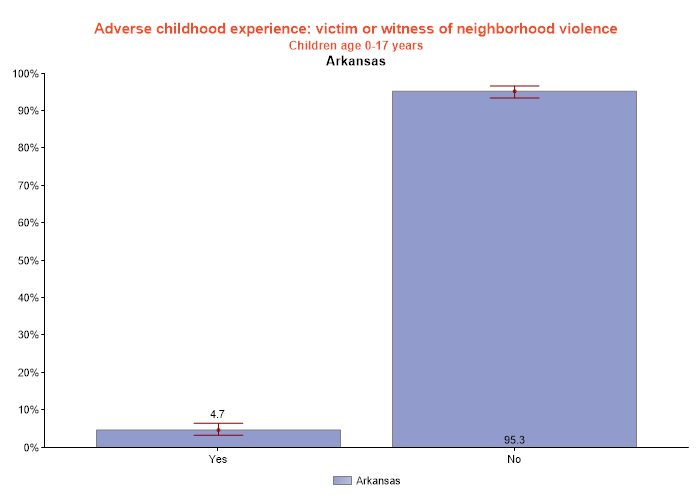 Adverse childhood experience: victim or witness of neighborhood violence
Children age 0-17 years
Arkansas
100%
90%
80%
70%
60%
50%
40%
30%
20%
10%
0%
4.7
95.3
Yes
No
Arkansas